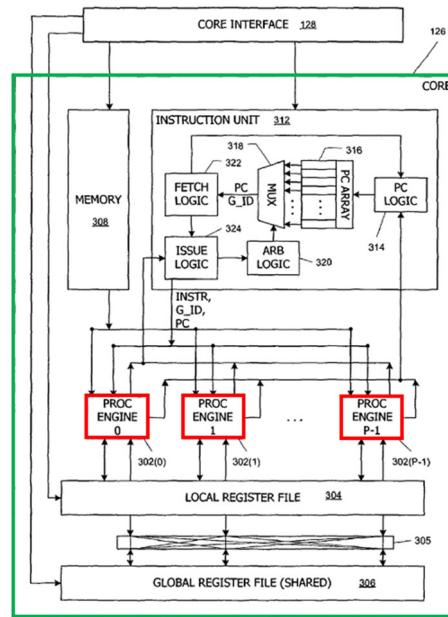 CORE INTERFACE 128
126
CORE
INSTRUCTION UNIT 312
MEMORY
308
318
316
322
FETCH
LOGIC
PC
G_ID
MUX
PC ARRAY
PC
LOGIC
314
324
ISSUE
LOGIC
ARB
LOGIC
320
INSTR,
G_ID,
PC
PROC
ENGINE
0
PROC
ENGINE
1
...
PROC
ENGINE
P-1
302(0)
302(1)
302(P-1)
LOCAL REGISTER FILE 304
305
GLOBAL REGISTER FILE (SHARED) 306